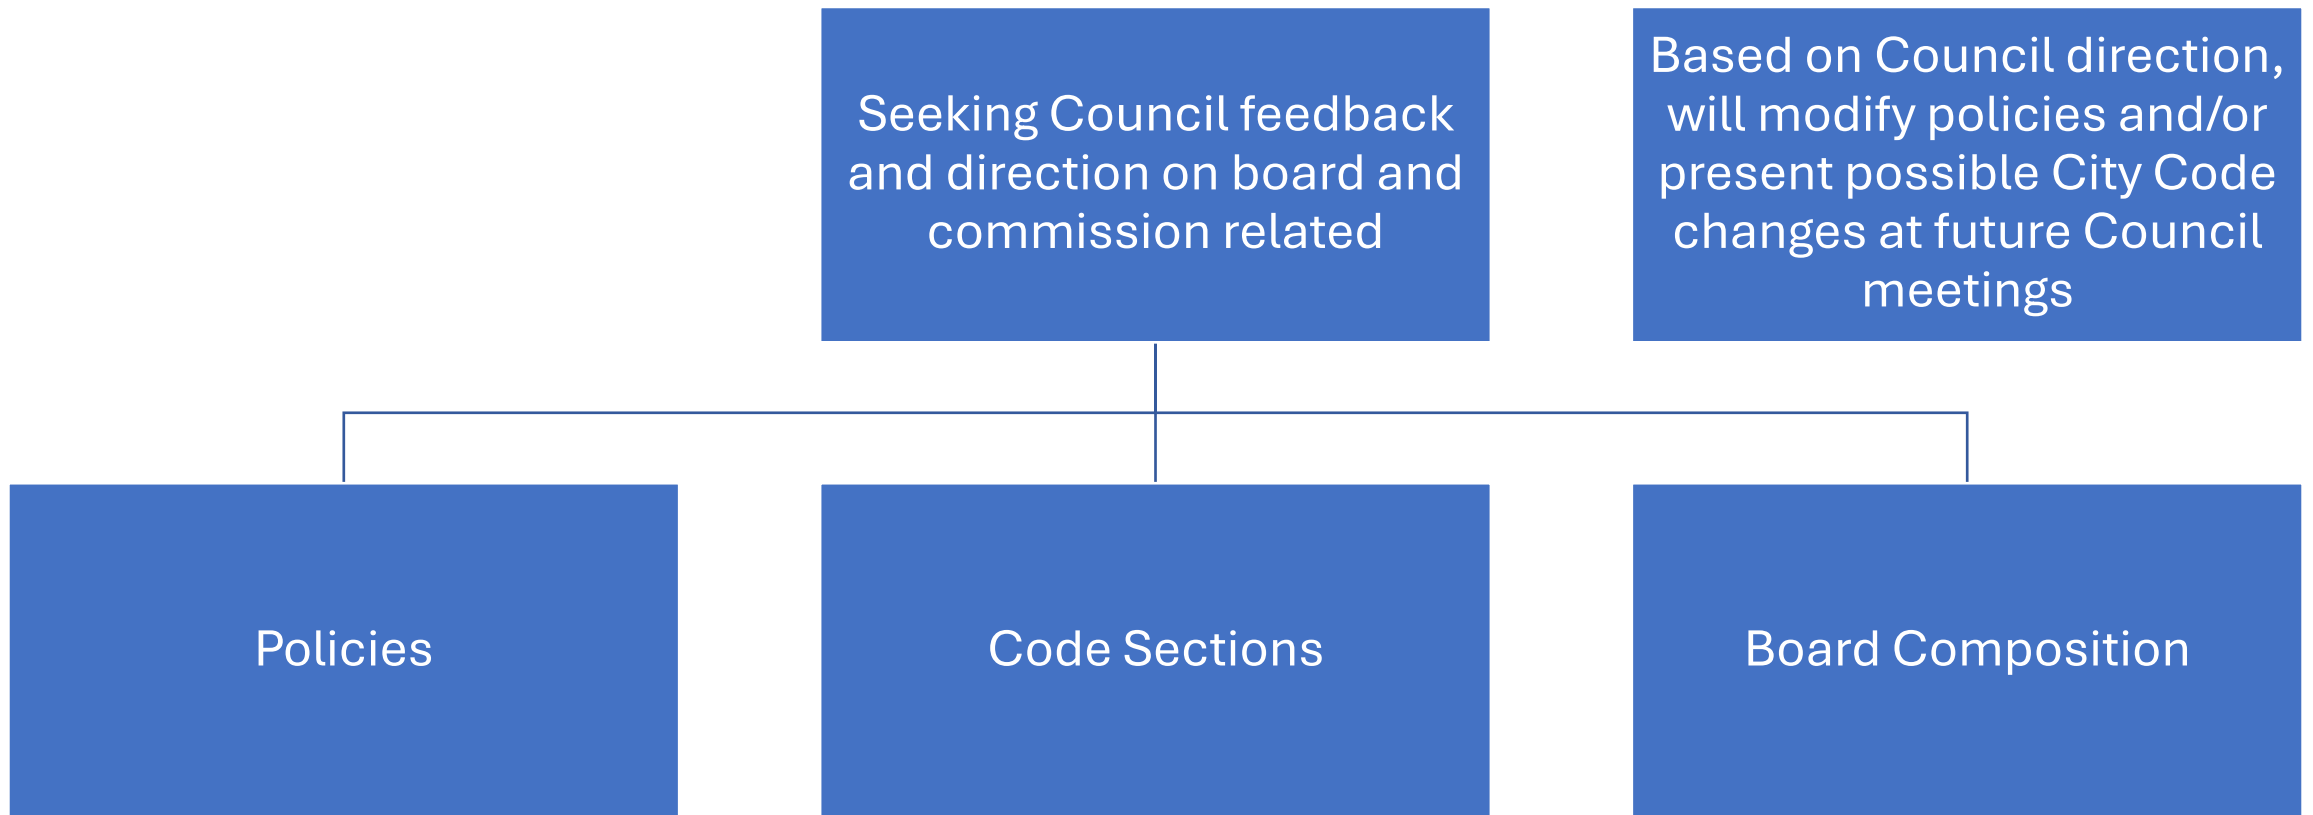 Seeking Council feedback
and direction on board and
commission related
Based on Council direction,
will modify policies and/or
present possible City Code
changes at future Council
meetings
Policies
Code Sections
Board Composition